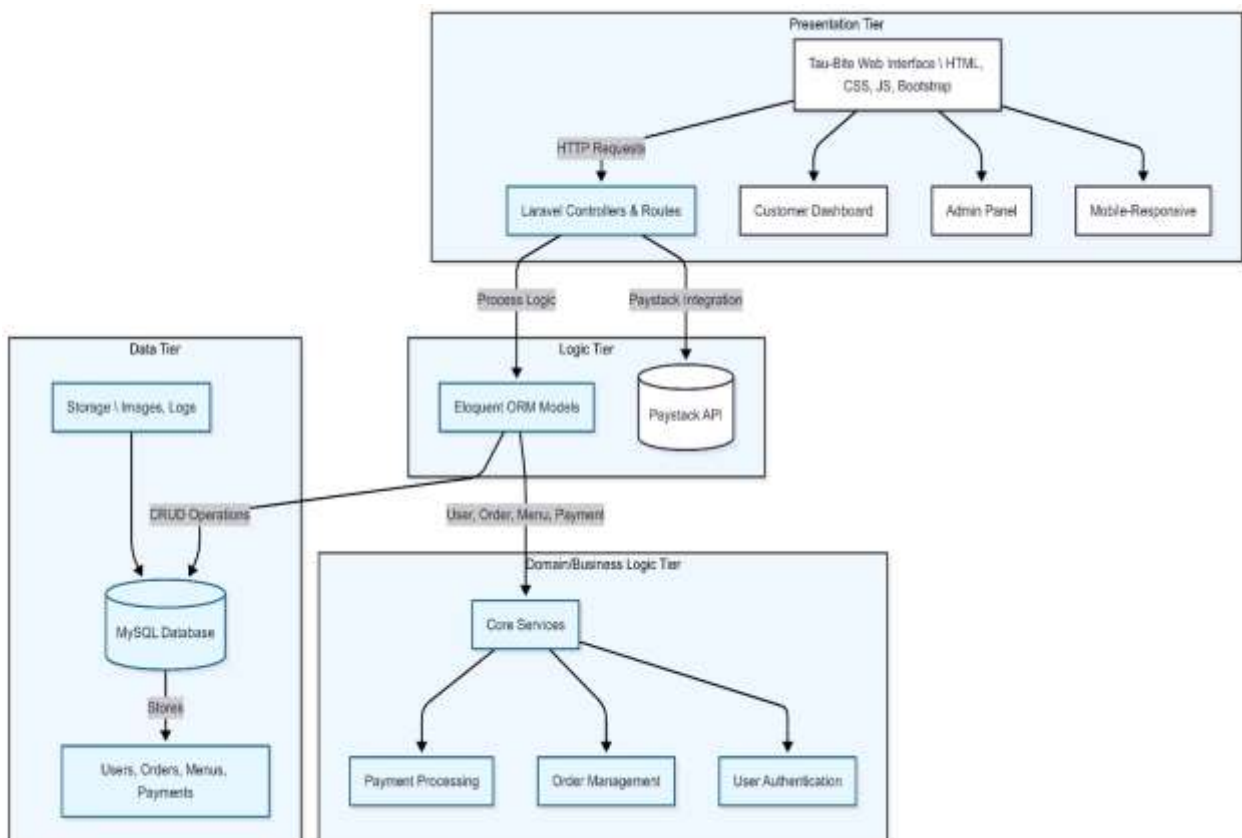 Presentation Tier
Tau-Bite Web Interface \ HTML,
CSS, JS, Bootstrap
HTTP Requests
Laravel Controllers & Routes
Customer Dashboard
Admin Panel
Mobile-Responsive
Process Logic
Paystack Integration
Data Tier
Logic Tier
Storage \ Images, Logs
Eloquent ORM Models
Paystack API
CRUD Operations
User, Order, Menu, Payment
Domain/Business Logic Tier
MySQL Database
Core Services
Stores
Users, Orders, Menus,
Payments
Payment Processing
Order Management
User Authentication